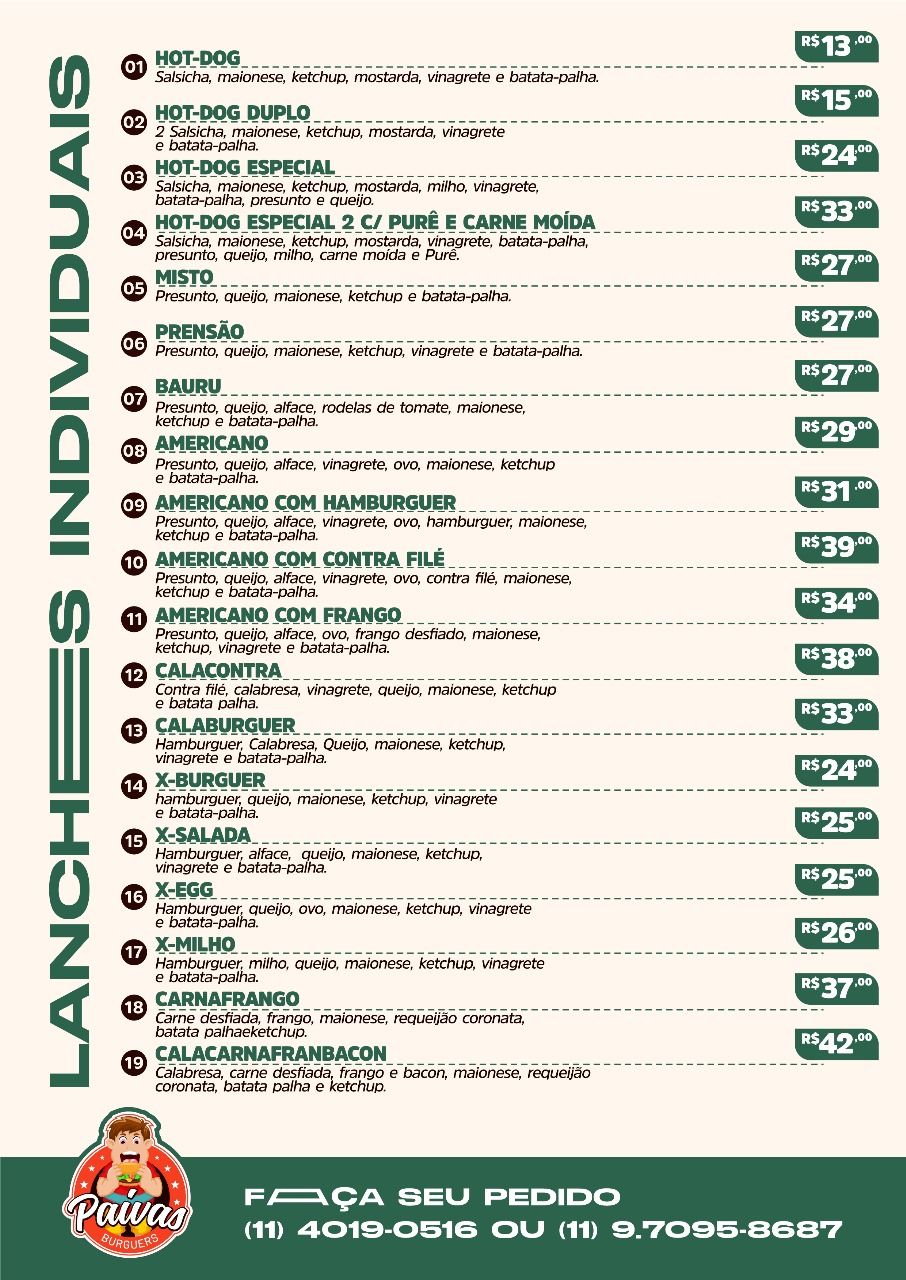 LANCHES INDIVIDUAIS
01 HOT-DOG R$13,00
Salsicha, maionese, ketchup, mostarda, vinagrete e batata-palha.
02 HOT-DOG DUPLO R$15,00
2 Salsicha, maionese, ketchup, mostarda, vinagrete
e batata-palha.
03 HOT-DOG ESPECIAL R$24,00
Salsicha, maionese, ketchup, mostarda, milho, vinagrete,
batata-palha, presunto e queijo.
04 HOT-DOG ESPECIAL 2 C/ PURÊ E CARNE MOÍDA R$33,00
Salsicha, maionese, ketchup, mostarda, vinagrete, batata-palha,
presunto, queijo, milho, carne moída e Purê.
05 MISTO R$27,00
Presunto, queijo, maionese, ketchup e batata-palha.
06 PRENSÃO R$27,00
Presunto, queijo, maionese, ketchup, vinagrete e batata-palha.
07 BAURU R$27,00
Presunto, queijo, alface, rodelas de tomate, maionese,
ketchup e batata-palha.
08 AMERICANO R$29,00
Presunto, queijo, alface, vinagrete, ovo, maionese, ketchup
e batata-palha.
09 AMERICANO COM HAMBURGUER R$31,00
Presunto, queijo, alface, vinagrete, ovo, hamburguer, maionese,
ketchup e batata-palha.
10 AMERICANO COM CONTRA FILÉ R$39,00
Presunto, queijo, alface, vinagrete, ovo, contra filé, maionese,
ketchup e batata-palha.
11 AMERICANO COM FRANGO R$34,00
Presunto, queijo, alface, ovo, frango desfiado, maionese,
ketchup, vinagrete e batata-palha.
12 CALACONTRA R$38,00
Contra filé, calabresa, vinagrete, queijo, maionese, ketchup
e batata palha.
13 CALABURGUER R$33,00
Hamburguer, Calabresa, Queijo, maionese, ketchup,
vinagrete e batata-palha.
14 X-BURGUER R$24,00
hamburguer, queijo, maionese, ketchup, vinagrete
e batata-palha.
15 X-SALADA R$25,00
Hamburguer, alface, queijo, maionese, ketchup,
vinagrete e batata-palha.
16 X-EGG R$25,00
Hamburguer, queijo, ovo, maionese, ketchup, vinagrete
e batata-palha.
17 X-MILHO R$26,00
Hamburguer, milho, queijo, maionese, ketchup, vinagrete
e batata-palha.
18 CARNAFRANGO R$37,00
Carne desfiada, frango, maionese, requeijão coronata,
batata palhaeketchup.
19 CALACARNAFRANBACON R$42,00
Calabresa, carne desfiada, frango e bacon, maionese, requeijão
coronata, batata palha e ketchup.
Paivas
BURGUERS
FAÇA SEU PEDIDO
(11) 4019-0516 OU (11) 9.7095-8687